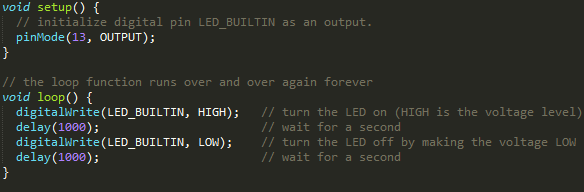 void setup() {
  // initialize digital pin LED_BUILTIN as an output.
  pinMode(13, OUTPUT);
}

// the loop function runs over and over again forever
void loop() {
  digitalWrite(LED_BUILTIN, HIGH);   // turn the LED on (HIGH is the voltage level)
  delay(1000);                       // wait for a second
  digitalWrite(LED_BUILTIN, LOW);    // turn the LED off by making the voltage LOW
  delay(1000);                       // wait for a second
}